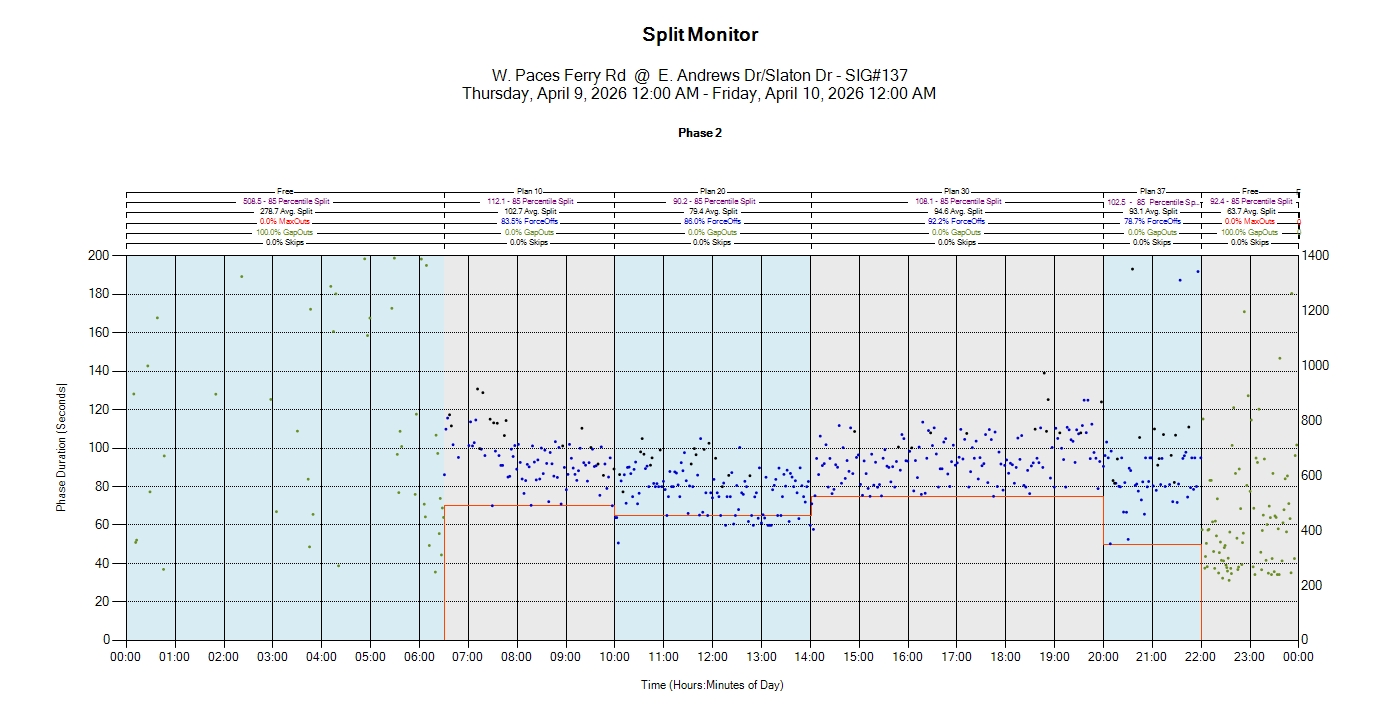 Split Monitor
W. Paces Ferry Rd @ E. Andrews Dr/Slaton Dr - SIG#137
Thursday, April 9, 2026 12:00 AM - Friday, April 10, 2026 12:00 AM
Phase 2
Free Plan 10 Plan 20 Plan 30 Plan 37 Free
508.5 - 85 Percentile Split 112.1 - 85 Percentile Split 90.2 - 85 Percentile Split 108.1 - 85 Percentile Split 102.5 - 85 Percentile Sp... 92.4 - 85 Percentile Split
278.7 Avg. Split 102.7 Avg. Split 79.4 Avg. Split 94.6 Avg. Split 93.1 Avg. Split 63.7 Avg. Split
0.0% MaxOuts 83.5% ForceOffs 86.0% ForceOffs 92.2% ForceOffs 78.7% ForceOffs 0.0% MaxOuts
100.0% GapOuts 0.0% GapOuts 0.0% GapOuts 0.0% GapOuts 0.0% GapOuts 100.0% GapOuts
0.0% Skips 0.0% Skips 0.0% Skips 0.0% Skips 0.0% Skips 0.0% Skips
200 1400
180
1200
160
140 1000
120
800
100
80 600
60
400
40
200
20
0 0
Phase Duration (Seconds)
00:00 01:00 02:00 03:00 04:00 05:00 06:00 07:00 08:00 09:00 10:00 11:00 12:00 13:00 14:00 15:00 16:00 17:00 18:00 19:00 20:00 21:00 22:00 23:00 00:00
Time (Hours:Minutes of Day)